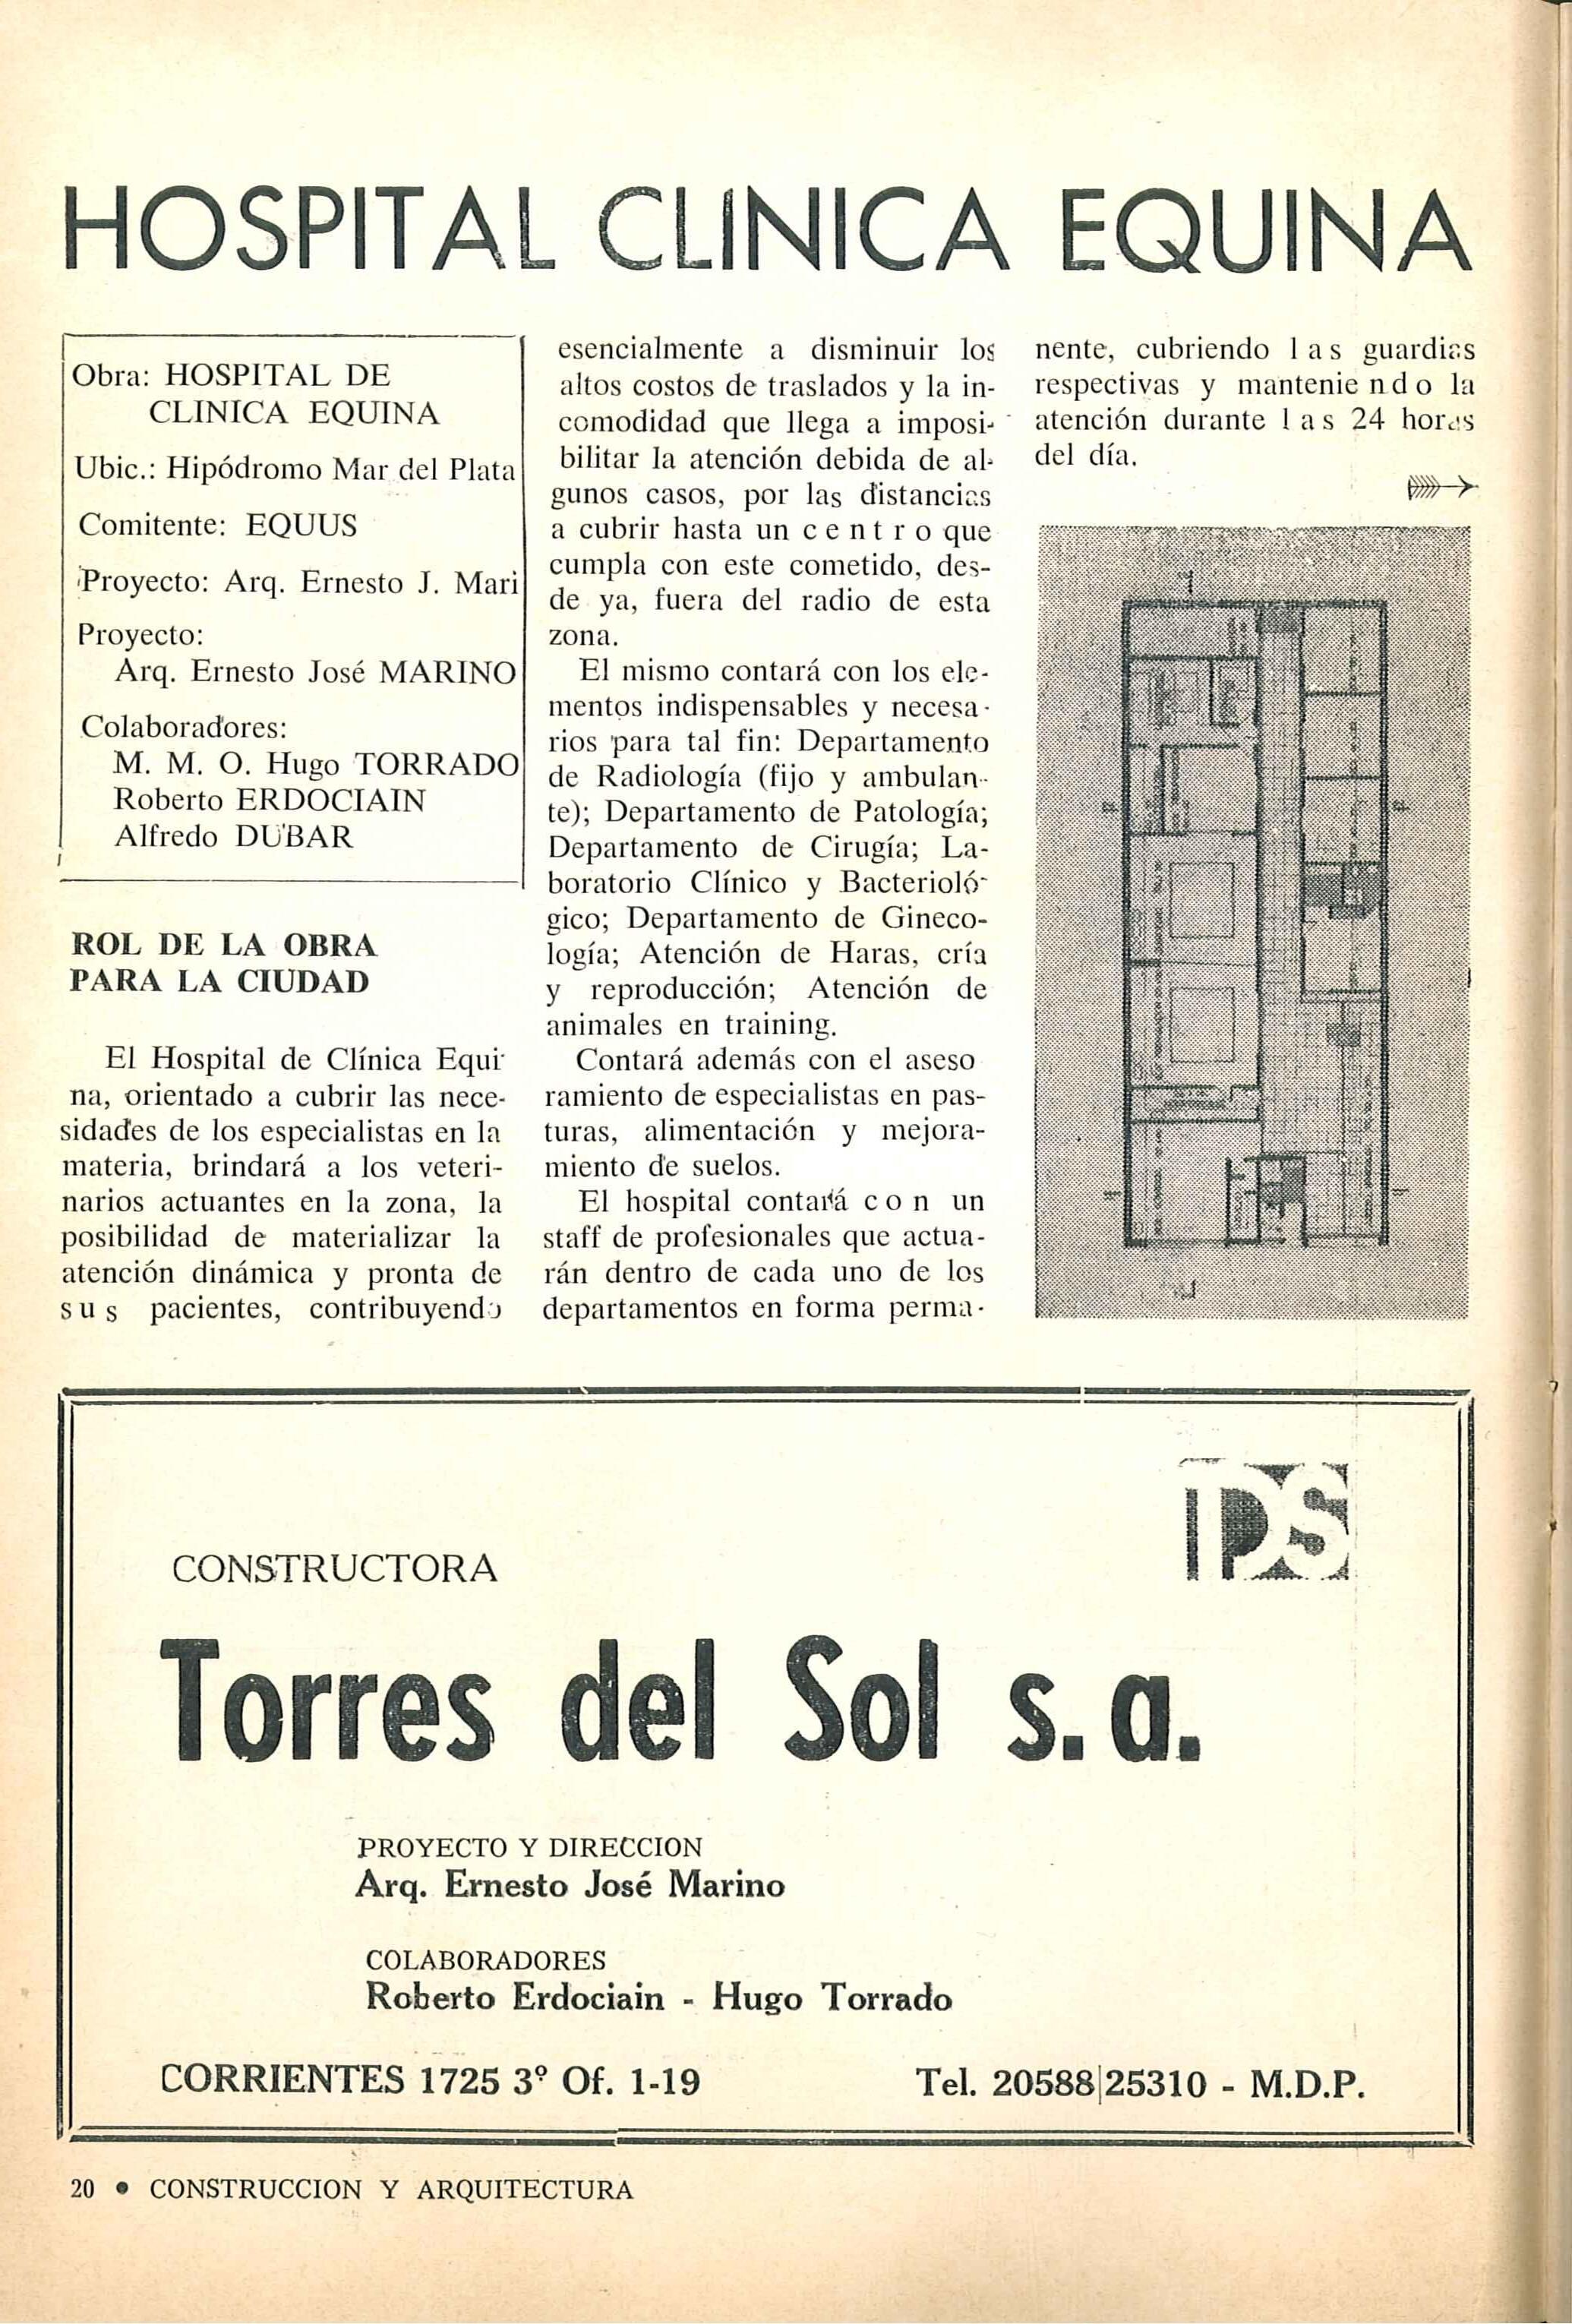 HOSPITAL CLINICA EQUINA
Obra: HOSPITAL DE
CLINICA EQUINA
Ubic.: Hipódromo Mar del Plata
Comitente: EQUUS
Proyecto: Arq. Ernesto J. Mari
Proyecto:
Arq. Ernesto José MARINO
Colaboradores:
M. M. O. Hugo TORRADO
Roberto ERDOCIAIN
Alfredo DUBAR
ROL DE LA OBRA
PARA LA CIUDAD
El Hospital de Clínica Equi-
na, orientado a cubrir las nece-
sidades de los especialistas en la
materia, brindará a los veteri-
narios actuantes en la zona, la
posibilidad de materializar la
atención dinámica y pronta de
sus pacientes, contribuyendo
esencialmente a disminuir los
altos costos de traslados y la in-
comodidad que llega a imposi-
bilitar la atención debida de al-
gunos casos, por las distancias
a cubrir hasta un centro que
cumpla con este cometido, des-
de ya, fuera del radio de esta
zona.
El mismo contará con los ele-
mentos indispensables y necesa-
rios para tal fin: Departamento
de Radiología (fijo y ambulan-
te); Departamento de Patología;
Departamento de Cirugía; La-
boratorio Clínico y Bacterioló-
gico; Departamento de Gineco-
logía; Atención de Haras, cría
y reproducción; Atención de
animales en training.
Contará además con el aseso
ramiento de especialistas en pas-
turas, alimentación y mejora-
miento de suelos.
El hospital contará con un
staff de profesionales que actua-
rán dentro de cada uno de los
departamentos en forma perma-
nente, cubriendo las guardias
respectivas y manteniendo la
atención durante las 24 horas
del día.
CONSTRUCTORA
Torres del Sol s.a.
PROYECTO Y DIRECCION
Arq. Ernesto José Marino
COLABORADORES
Roberto Erdociain - Hugo Torrado
CORRIENTES 1725 3º Of. 1-19
Tel. 20588|25310 - M.D.P.
20 • CONSTRUCCION Y ARQUITECTURA